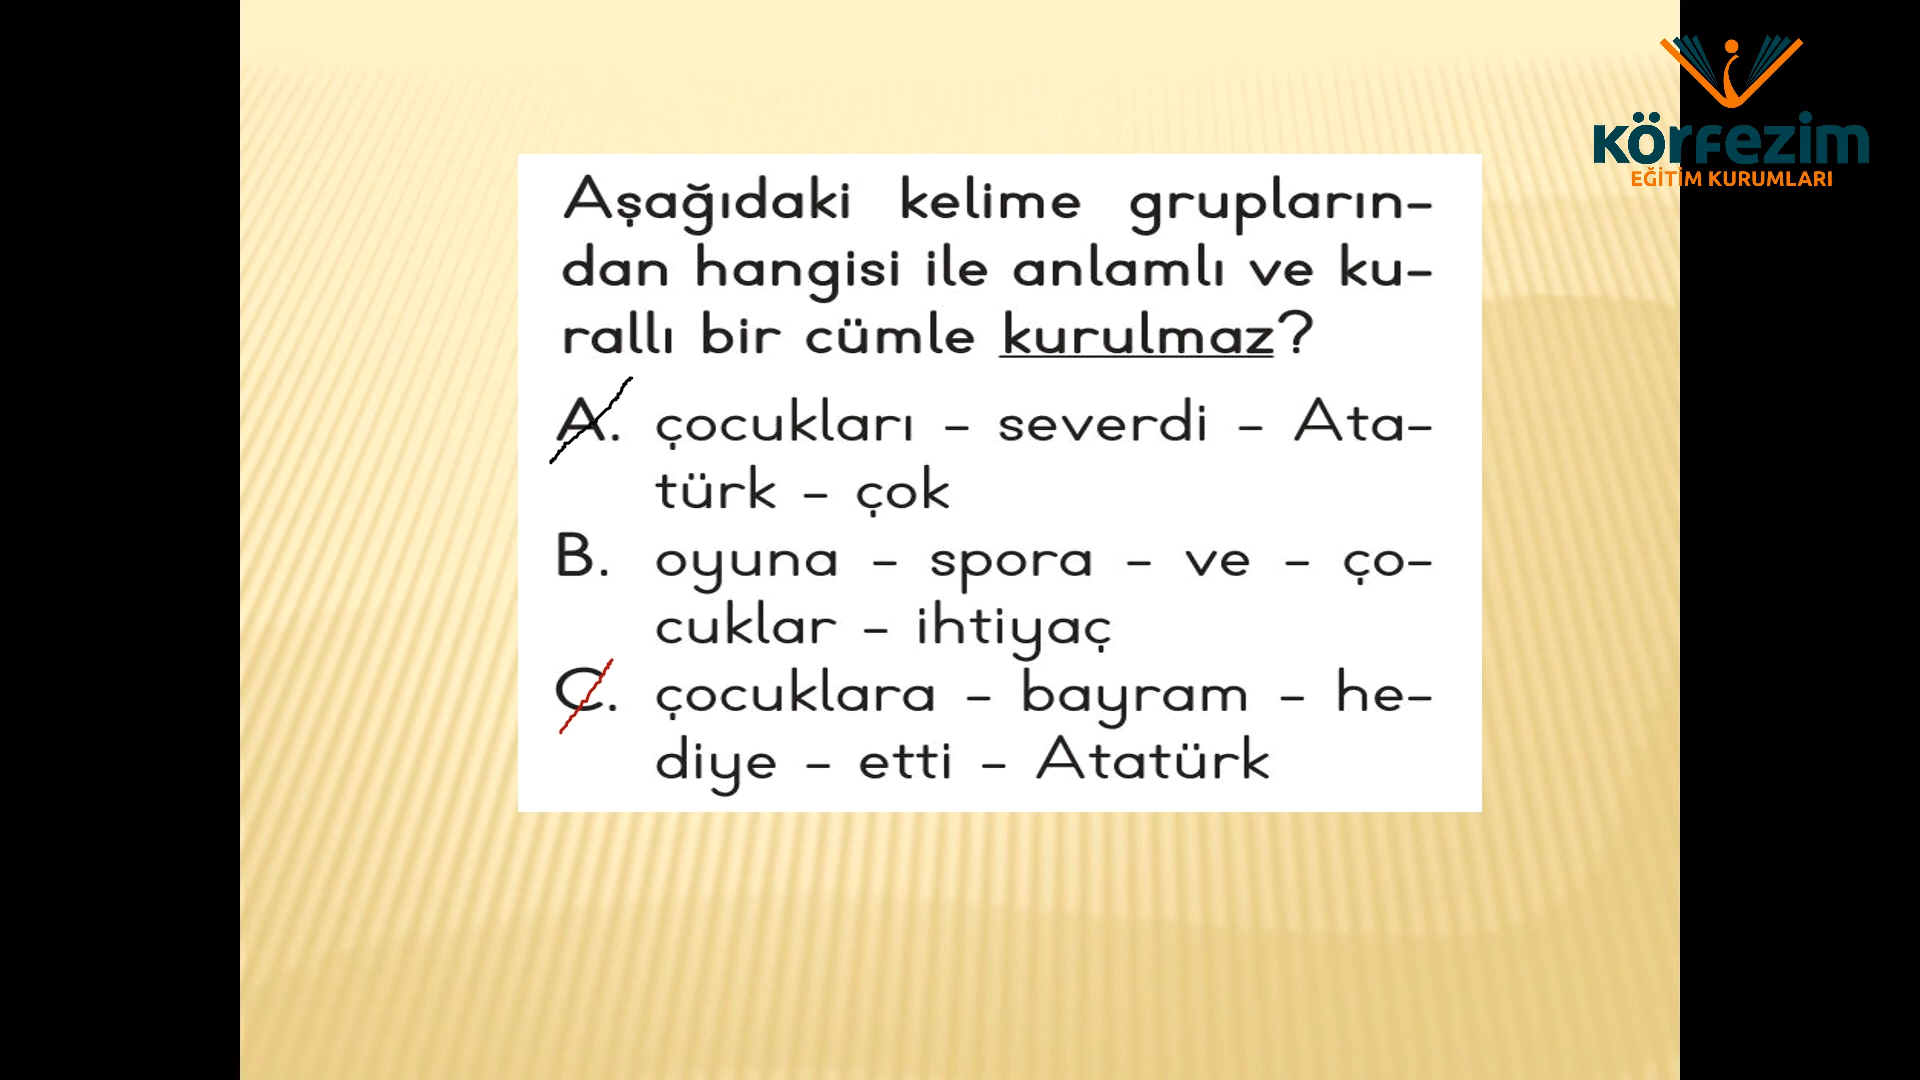 körfezim
EĞİTİM KURUMLARI
Aşağıdaki kelime grupların-
dan hangisi ile anlamlı ve ku-
rallı bir cümle kurulmaz?
A. çocukları - severdi - Ata-
türk - çok
B. oyuna - spora - ve - ço-
cuklar - ihtiyaç
C. çocuklara - bayram - he-
diye - etti - Atatürk